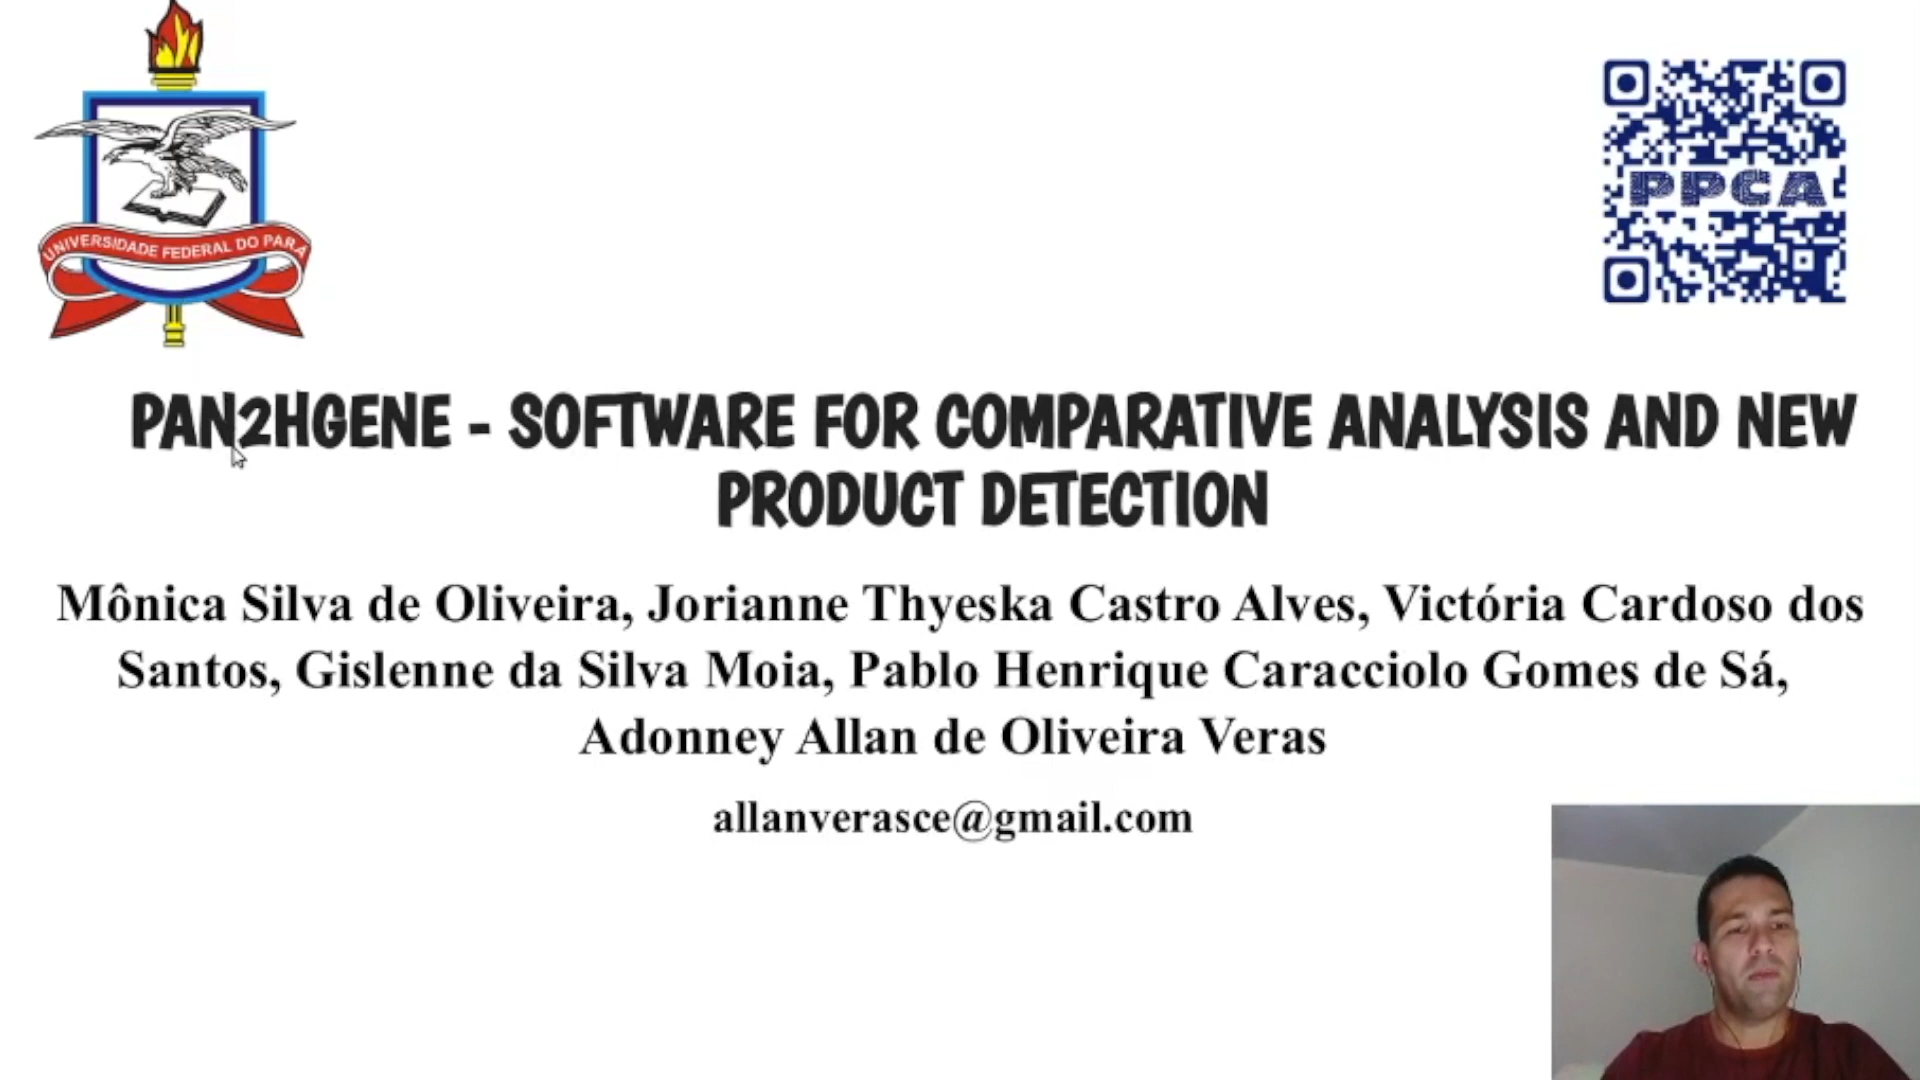 UNIVERSIDADE FEDERAL DO PARÁ
PPCA
PAN2HGENE - SOFTWARE FOR COMPARATIVE ANALYSIS AND NEW
PRODUCT DETECTION
Mônica Silva de Oliveira, Jorianne Thyeska Castro Alves, Victória Cardoso dos
Santos, Gislenne da Silva Moia, Pablo Henrique Caracciolo Gomes de Sá,
Adonney Allan de Oliveira Veras
allanverasce@gmail.com